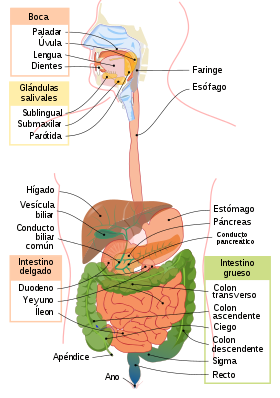 Boca
Paladar
Úvula
Lengua
Dientes
Glándulas
salivales
Sublingual
Submaxilar
Parótida
Faringe
Esófago
Hígado
Vesícula
biliar
Conducto
biliar
común
Intestino
delgado
Duodeno
Yeyuno
Íleon
Apéndice
Ano
Estómago
Páncreas
Conducto
pancreático
Intestino
grueso
Colon
transverso
Colon
ascendente
Ciego
Colon
descendente
Sigma
Recto